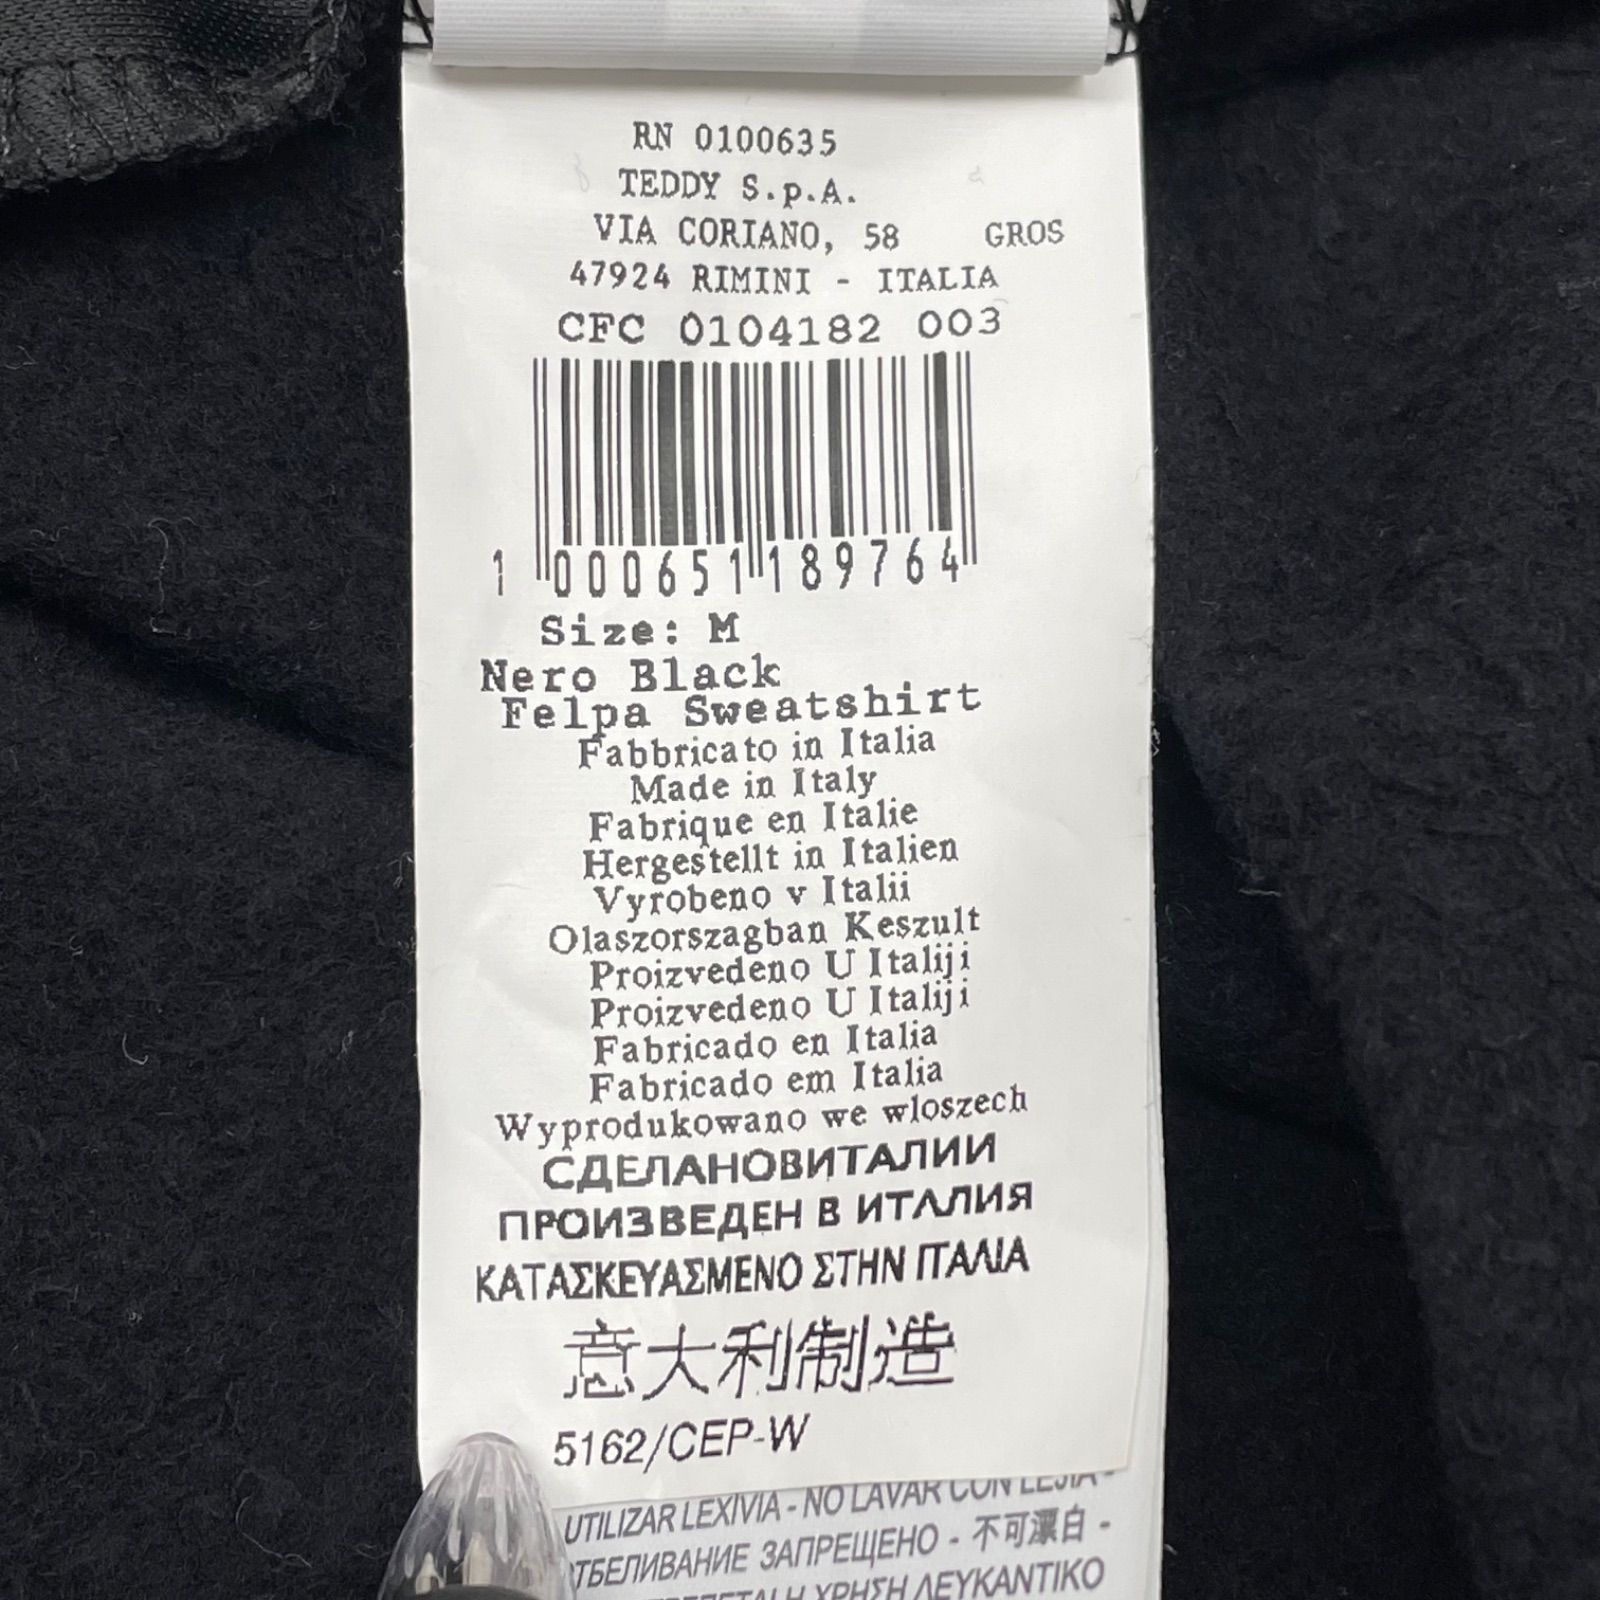 RN 0100635
TEDDY S.p.A.
VIA CORIANO, 58 GROS
47924 RIMINI - ITALIA
CFC 0104182 003
1 000651 189764
Size: M
Nero Black
Felpa Sweatshirt
Fabbricato in Italia
Made in Italy
Fabrique en Italie
Hergestellt in Italien
Vyrobeno v Italii
Olaszorszagban Keszult
Proizvedeno U Italiji
Proizvedeno U Italiji
Fabricado en Italia
Fabricado em Italia
Wyprodukowano we wloszech
СДЕЛАНОВИТАЛИИ
ПРОИЗВЕДЕН В ИТАЛИЯ
ΚΑΤΑΣΚΕΥΑΣΜΕΝΟ ΣΤΗΝ ΙΤΑΛΙΑ
意大利制造
5162/CEP-W
UTILIZAR LEXIVIA - NO LAVAR CON LEJIA -
ОТБЕЛИВАНИЕ ЗАПРЕЩЕНО - 不可漂白 -
Η ΧΡΗΣΗ ΛΕΥΚΑΝΤΙΚΟ